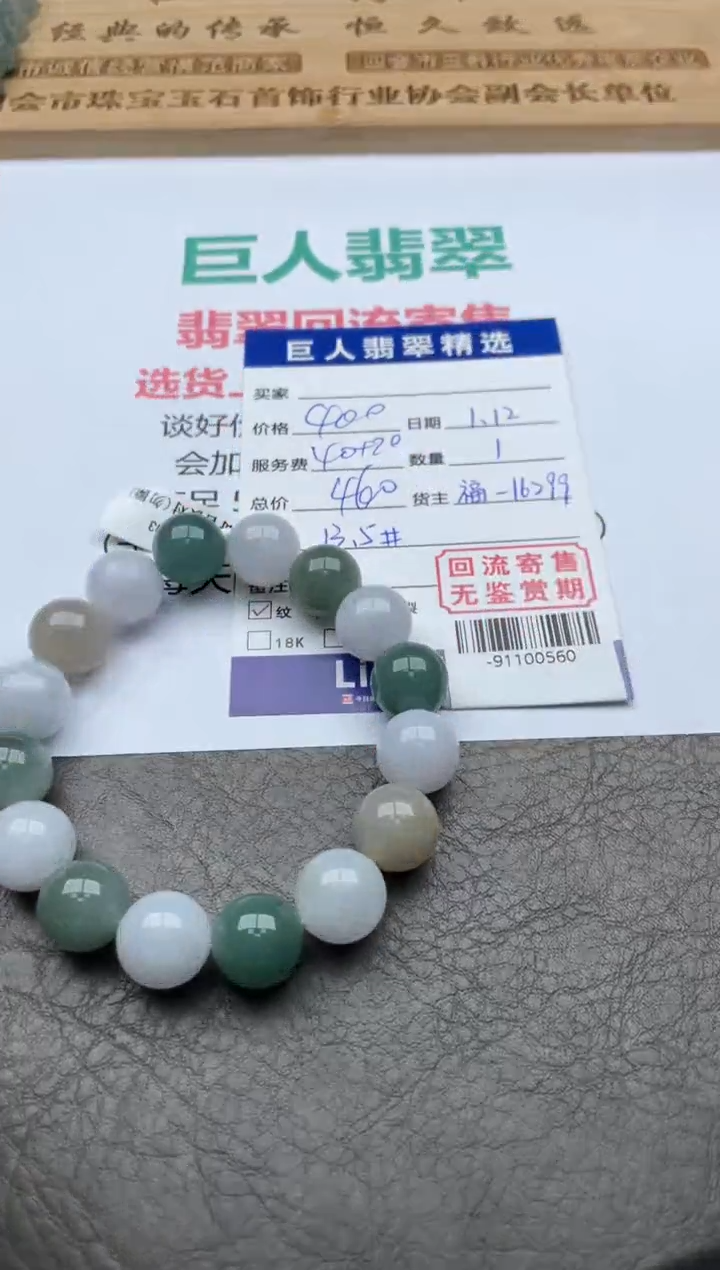 经典的传承 恒久致远
会市珠宝玉石首饰行业协会副会长单位
巨人翡翠
翡翠回流寄售
选货
谈好
会加
巨人翡翠精选
买家
价格 400 日期 1.12
服务费 40+20 数量 1
总价 460 货主 福-16299
13.5#
纹
18K
回流寄售
无鉴赏期
-91100560